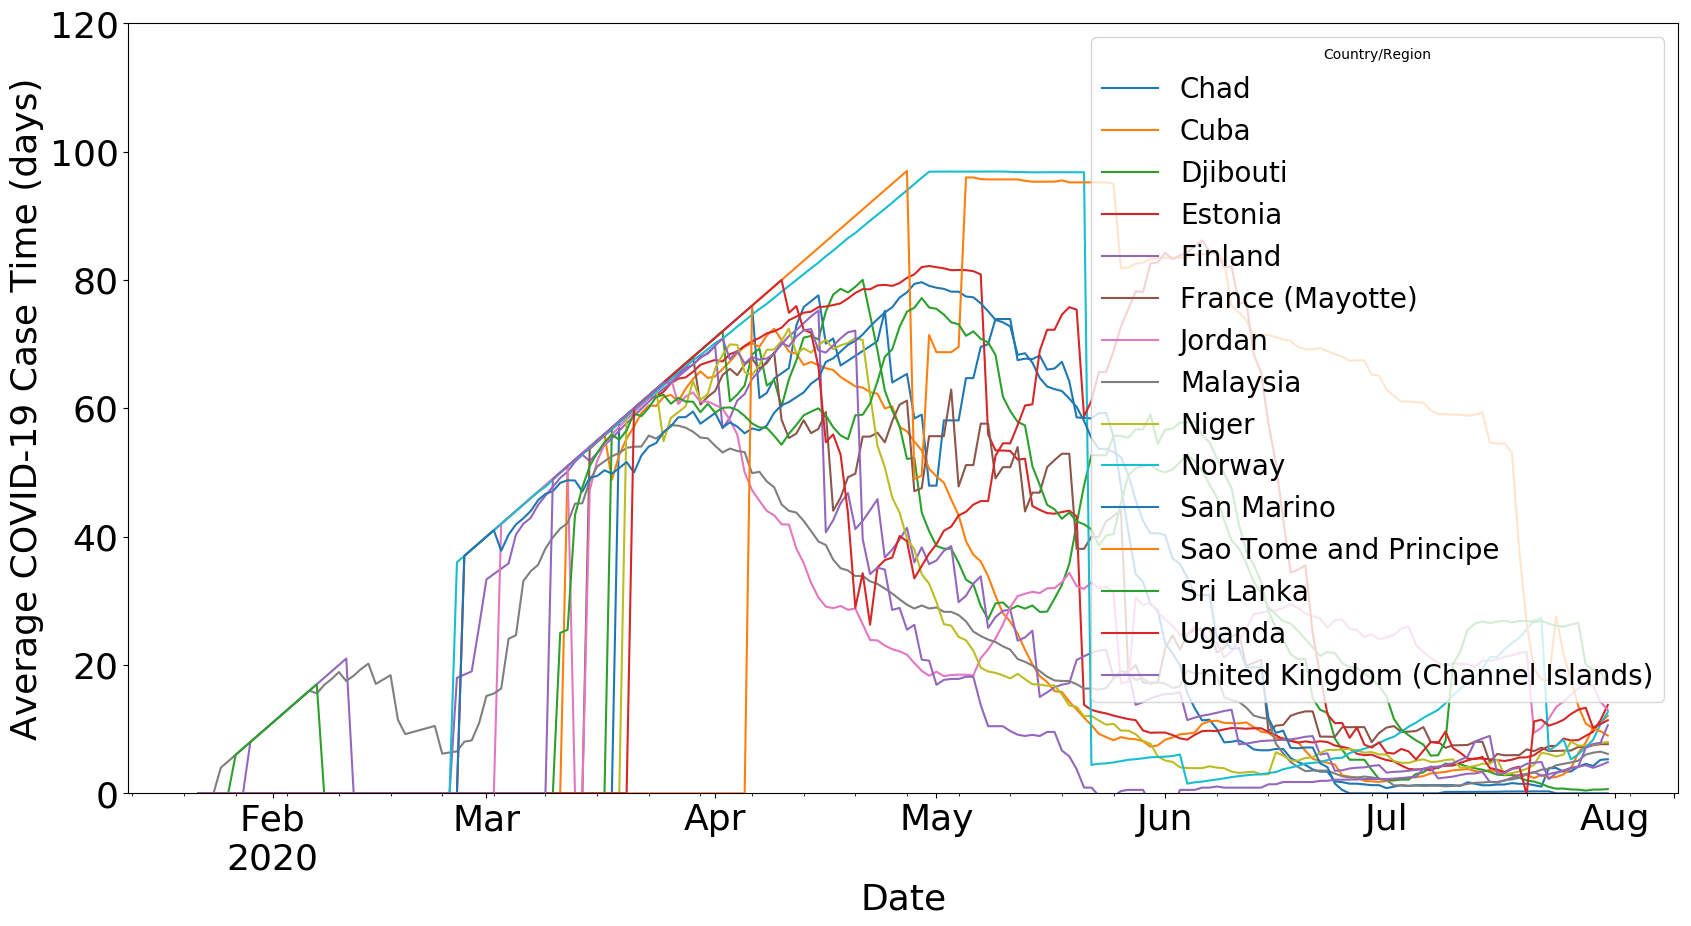 120
100
80
60
40
20
0
Average COVID-19 Case Time (days)
Country/Region
Chad
Cuba
Djibouti
Estonia
Finland
France (Mayotte)
Jordan
Malaysia
Niger
Norway
San Marino
Sao Tome and Principe
Sri Lanka
Uganda
United Kingdom (Channel Islands)
Feb Mar Apr May Jun Jul Aug
2020
Date